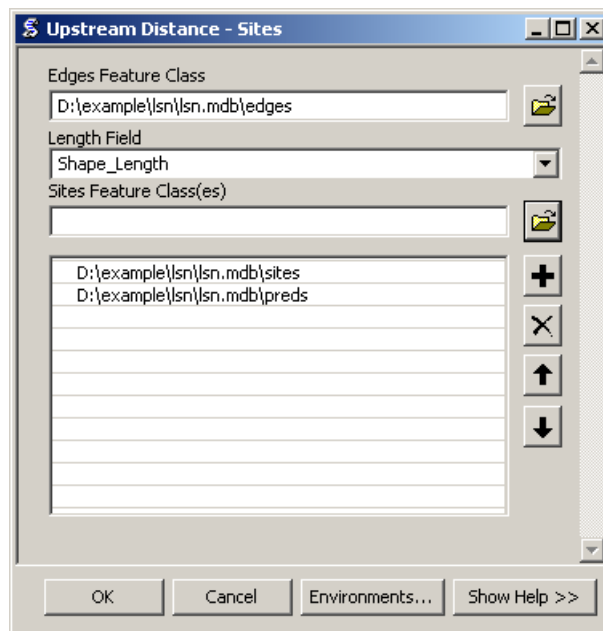 Upstream Distance - Sites
Edges Feature Class
D:\example\lsn\lsn.mdb\edges
Length Field
Shape_Length
Sites Feature Class(es)
D:\example\lsn\lsn.mdb\sites
D:\example\lsn\lsn.mdb\preds
OK Cancel Environments... Show Help >>